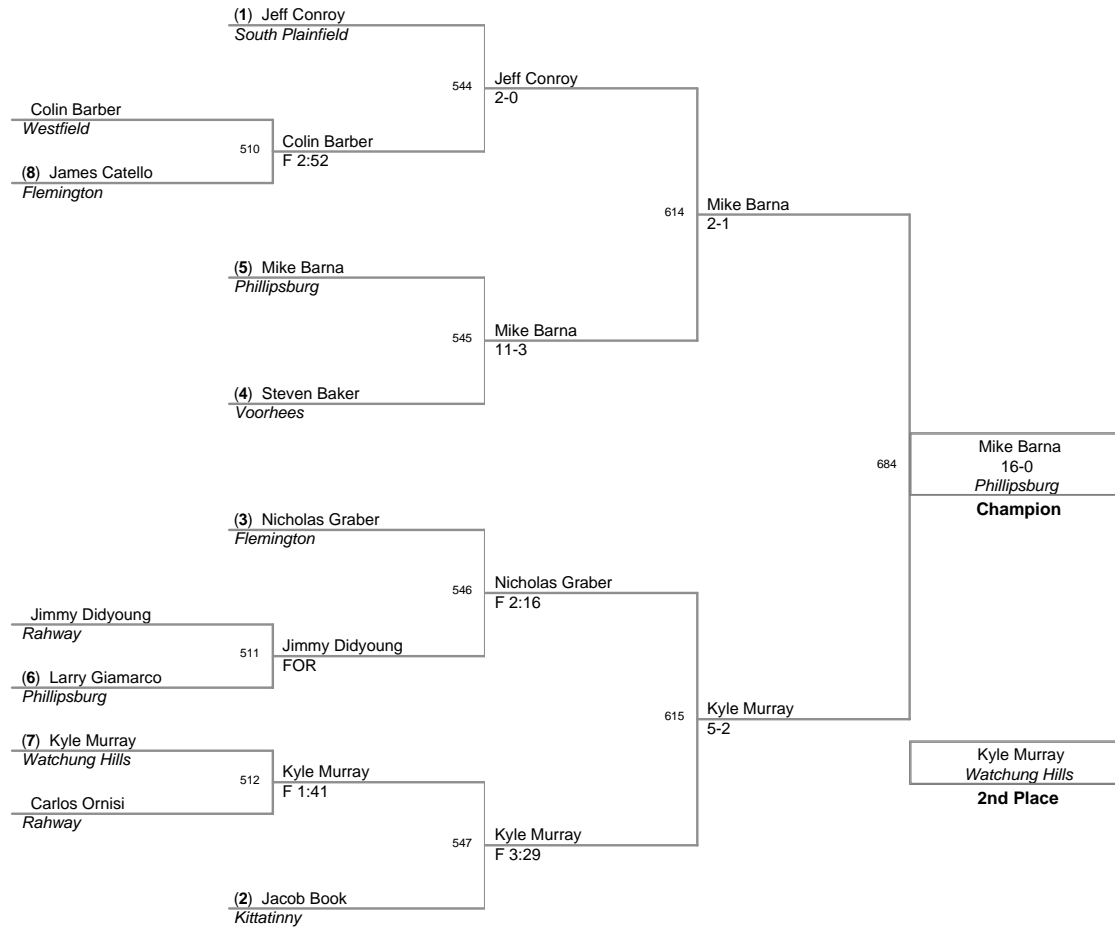 (1) Jeff Conroy
South Plainfield
544
Jeff Conroy
2-0
Colin Barber
Westfield
510
Colin Barber
F 2:52
(8) James Catello
Flemington
614
Mike Barna
2-1
(5) Mike Barna
Phillipsburg
545
Mike Barna
11-3
(4) Steven Baker
Voorhees
684
Mike Barna
16-0
Phillipsburg
Champion
(3) Nicholas Graber
Flemington
546
Nicholas Graber
F 2:16
Jimmy Didyoung
Rahway
511
Jimmy Didyoung
FOR
(6) Larry Giamarco
Phillipsburg
615
Kyle Murray
5-2
(7) Kyle Murray
Watchung Hills
512
Kyle Murray
F 1:41
Carlos Ornisi
Rahway
547
Kyle Murray
F 3:29
(2) Jacob Book
Kittatinny
Kyle Murray
Watchung Hills
2nd Place